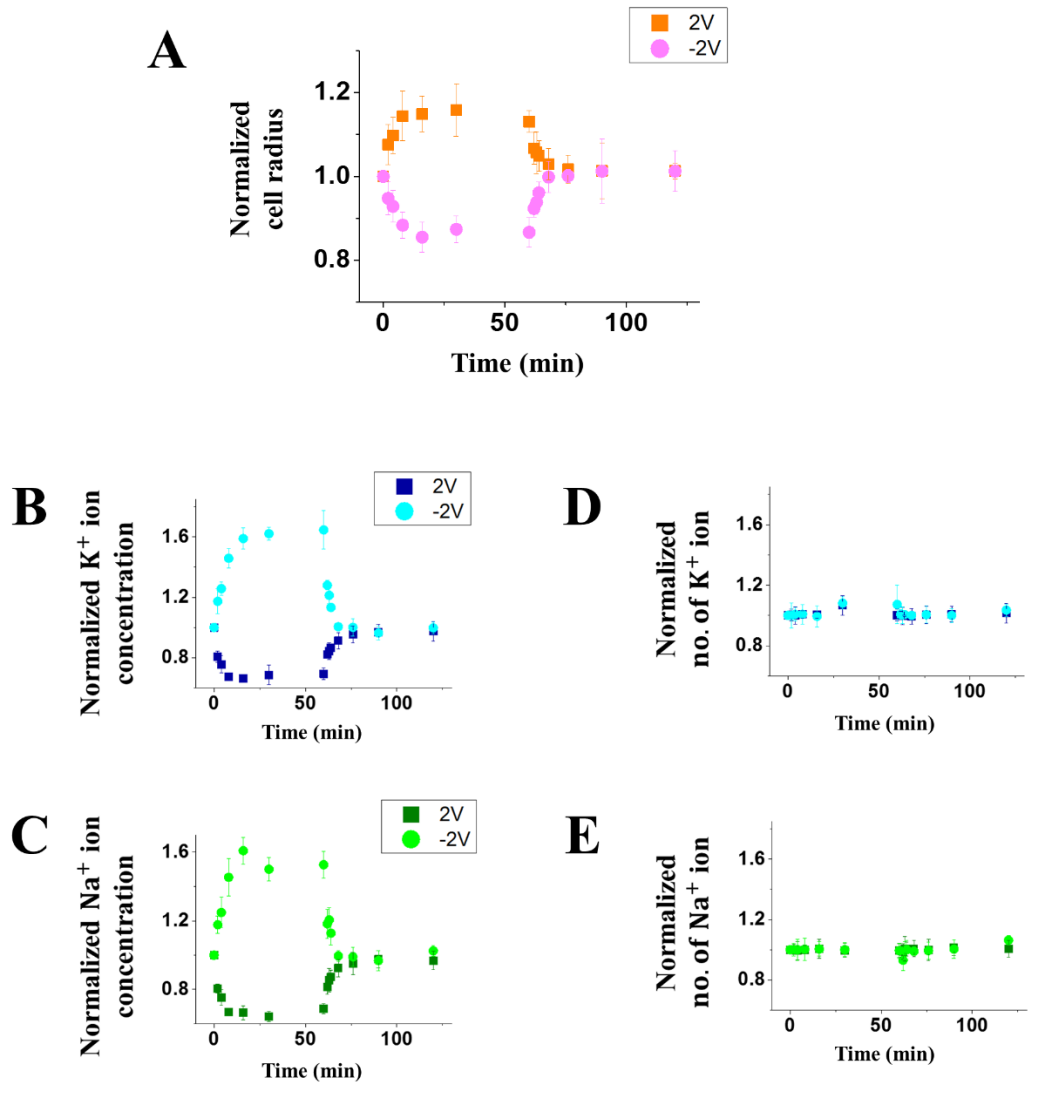 A
2V
-2V
Normalized
cell radius
1.2
1.0
0.8
0
50
100
Time (min)
B
2V
-2V
Normalized K+ ion
concentration
1.6
1.2
0.8
0
50
100
Time (min)
D
Normalized
no. of K+ ion
1.6
1.2
0.8
0
50
100
Time (min)
C
2V
-2V
Normalized Na+ ion
concentration
1.6
1.2
0.8
0
50
100
Time (min)
E
Normalized
no. of Na+ ion
1.6
1.2
0.8
0
50
100
Time (min)